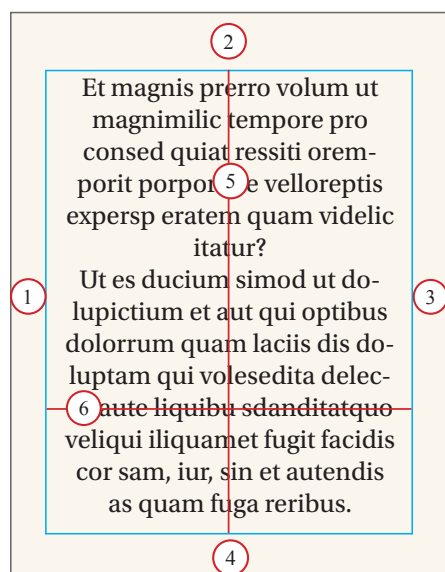 2
Et magnis prerro volum ut
magnimilic tempore pro
consed quiat ressiti orem-
porit e velloreptis
5
expersp eratem quam videlic
itatur?
Ut es ducium simod ut do-
1
lupictium et aut qui optibus
3
dolorrum quam laciis dis do-
luptam qui volesedita delec-
6
aute liquibu sdanditatquo
veliqui iliquamet fugit facidis
cor sam, iur, sin et autendis
as quam fuga reribus.
4